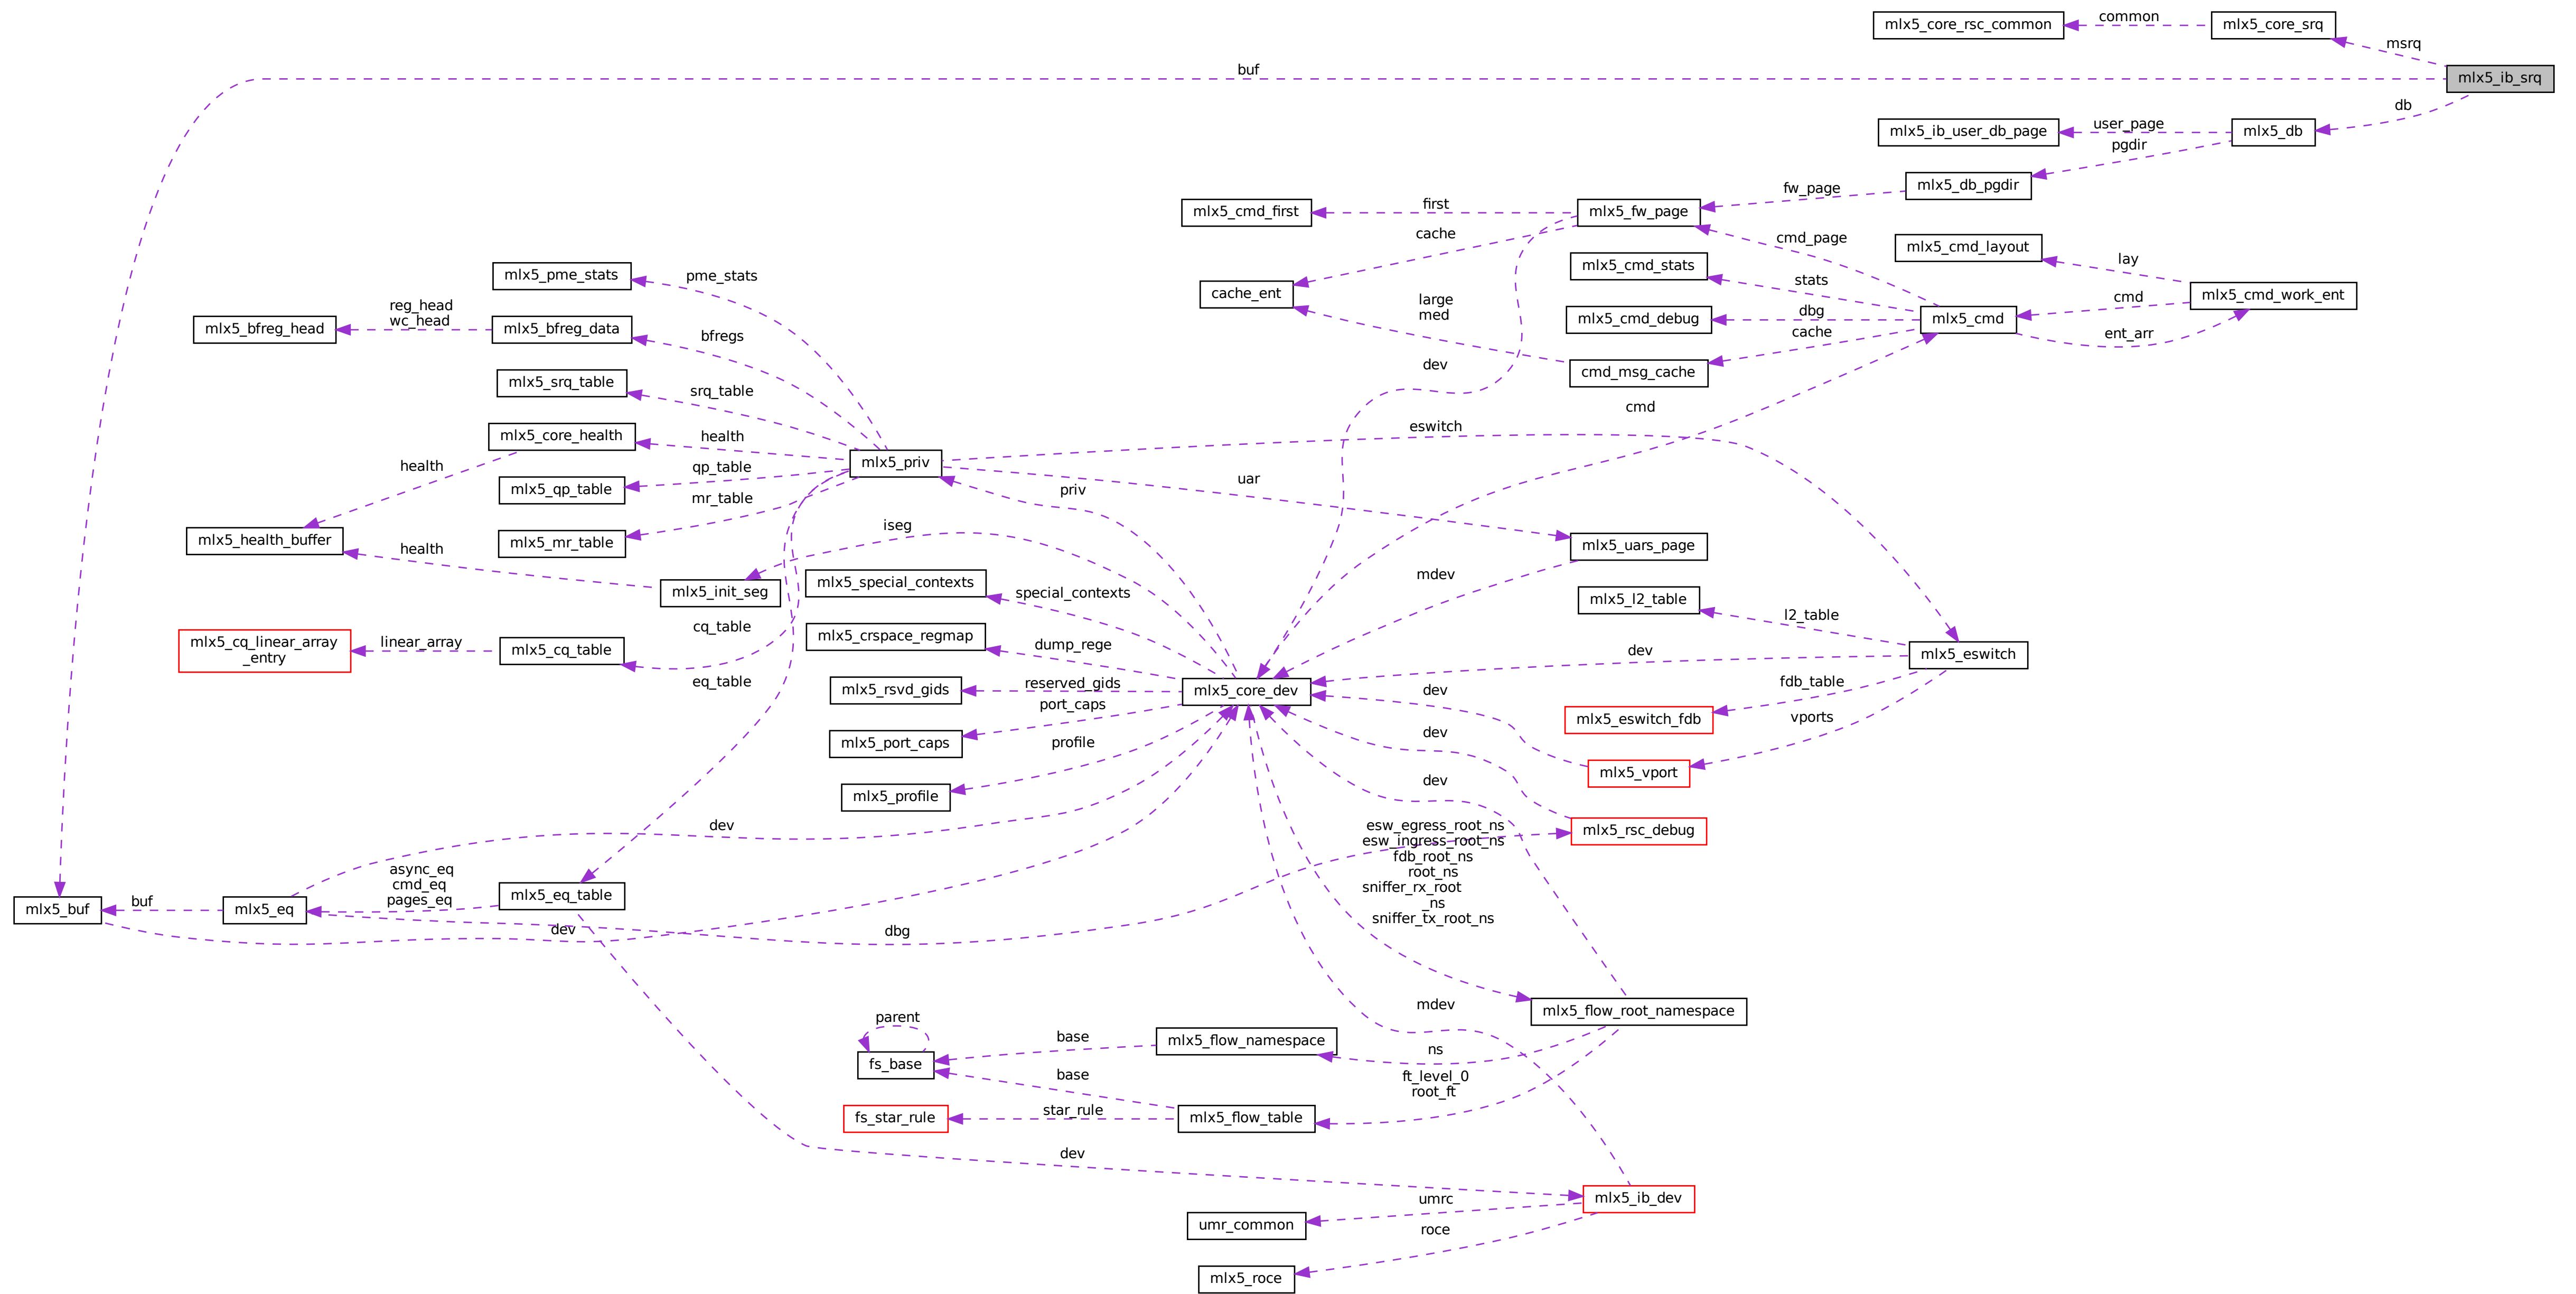 mlx5_core_rsc_common
common
mlx5_core_srq
msrq
buf
mlx5_ib_srq
db
mlx5_ib_user_db_page
user_page
mlx5_db
pgdir
mlx5_db_pgdir
fw_page
mlx5_cmd_first
first
mlx5_fw_page
cache
cmd_page
mlx5_cmd_layout
lay
mlx5_cmd_stats
stats
cache_ent
large
med
mlx5_cmd_work_ent
cmd
mlx5_pme_stats
pme_stats
mlx5_bfreg_head
reg_head
wc_head
mlx5_bfreg_data
bfregs
mlx5_cmd_debug
dbg
mlx5_cmd
ent_arr
cache
dev
cmd_msg_cache
mlx5_srq_table
srq_table
cmd
mlx5_core_health
health
eswitch
mlx5_priv
health
qp_table
mlx5_qp_table
uar
priv
mr_table
iseg
mlx5_health_buffer
mlx5_mr_table
health
mlx5_uars_page
mdev
mlx5_init_seg
mlx5_special_contexts
special_contexts
mlx5_l2_table
l2_table
cq_table
mlx5_crspace_regmap
dump_rege
mlx5_cq_linear_array
_entry
linear_array
mlx5_cq_table
dev
mlx5_eswitch
eq_table
mlx5_rsvd_gids
reserved_gids
mlx5_core_dev
dev
fdb_table
port_caps
mlx5_eswitch_fdb
vports
mlx5_port_caps
profile
dev
mlx5_vport
mlx5_profile
dev
dev
esw_egress_root_ns
esw_ingress_root_ns
fdb_root_ns
root_ns
sniffer_rx_root
_ns
sniffer_tx_root_ns
mlx5_rsc_debug
async_eq
cmd_eq
pages_eq
mlx5_eq_table
mlx5_buf
buf
mlx5_eq
dev
dbg
mdev
mlx5_flow_root_namespace
parent
base
mlx5_flow_namespace
ns
fs_base
base
ft_level_0
root_ft
fs_star_rule
star_rule
mlx5_flow_table
dev
mlx5_ib_dev
umrc
umr_common
roce
mlx5_roce